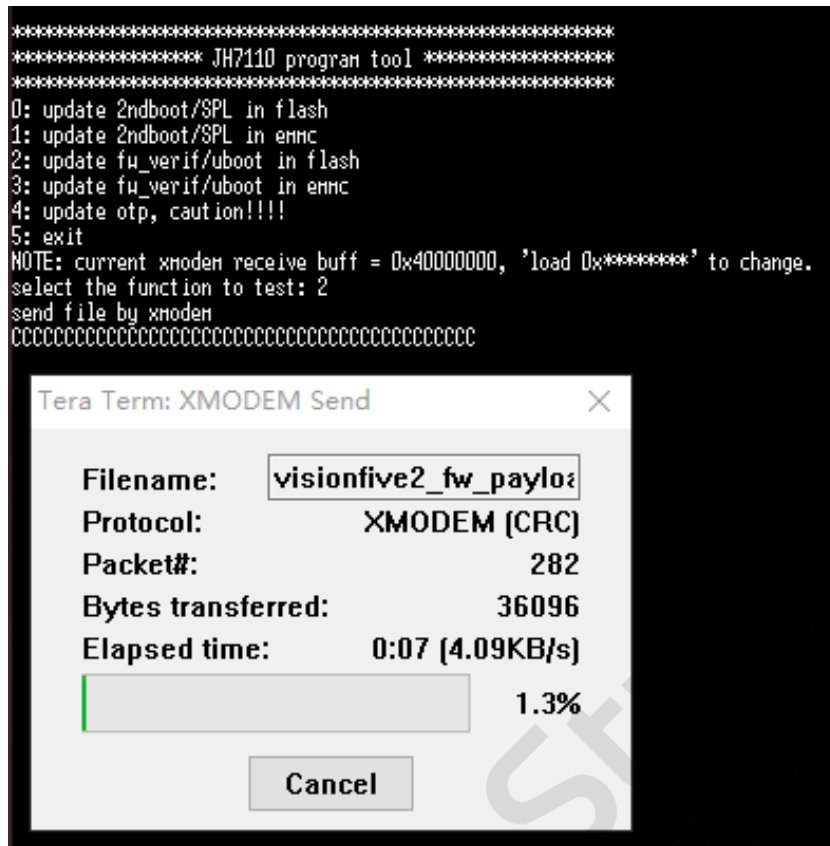 *********************************************************
****************** JH7110 program tool ******************
*********************************************************
0: update 2ndboot/SPL in flash
1: update 2ndboot/SPL in emmc
2: update fw_verif/uboot in flash
3: update fw_verif/uboot in emmc
4: update otp, caution!!!!
5: exit
NOTE: current xmodem receive buff = 0x40000000, 'load 0x********' to change.
select the function to test: 2
send file by xmodem
CCCCCCCCCCCCCCCCCCCCCCCCCCCCCCCCCCCCCCCCCCCC
Tera Term: XMODEM Send
Filename: visionfive2_fw_payloa
Protocol: XMODEM (CRC)
Packet#: 282
Bytes transferred: 36096
Elapsed time: 0:07 (4.09KB/s)
1.3%
Cancel